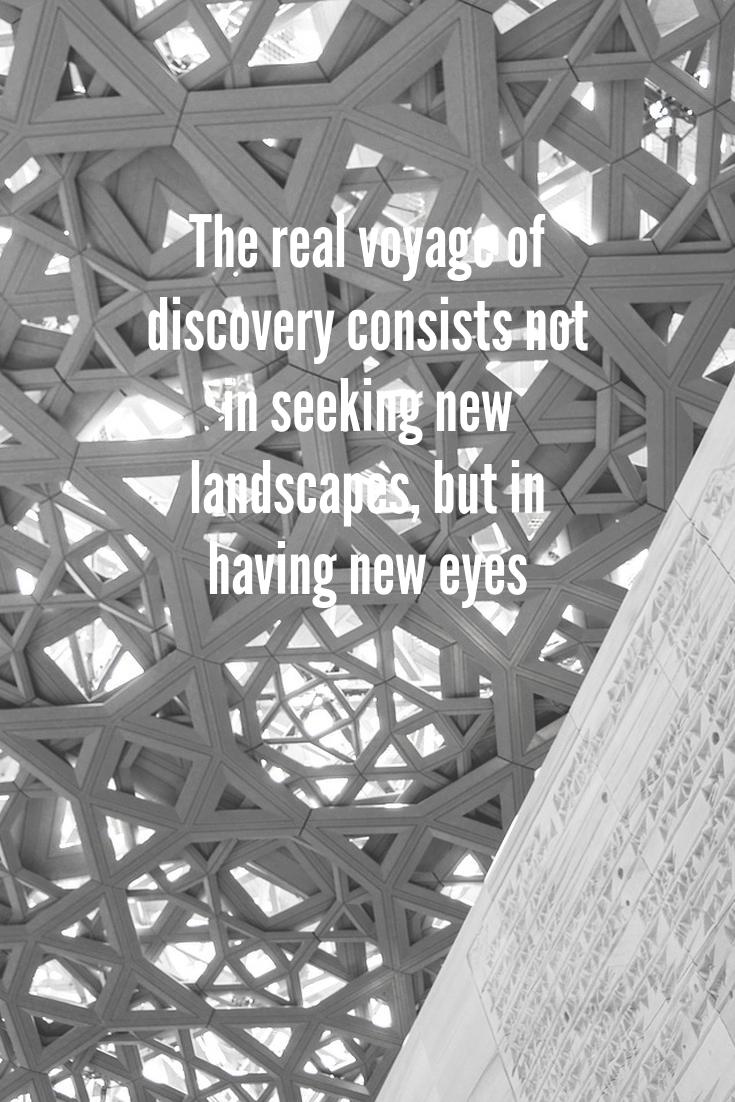 The real voyage of
discovery consists not
in seeking new
landscapes, but in
having new eyes